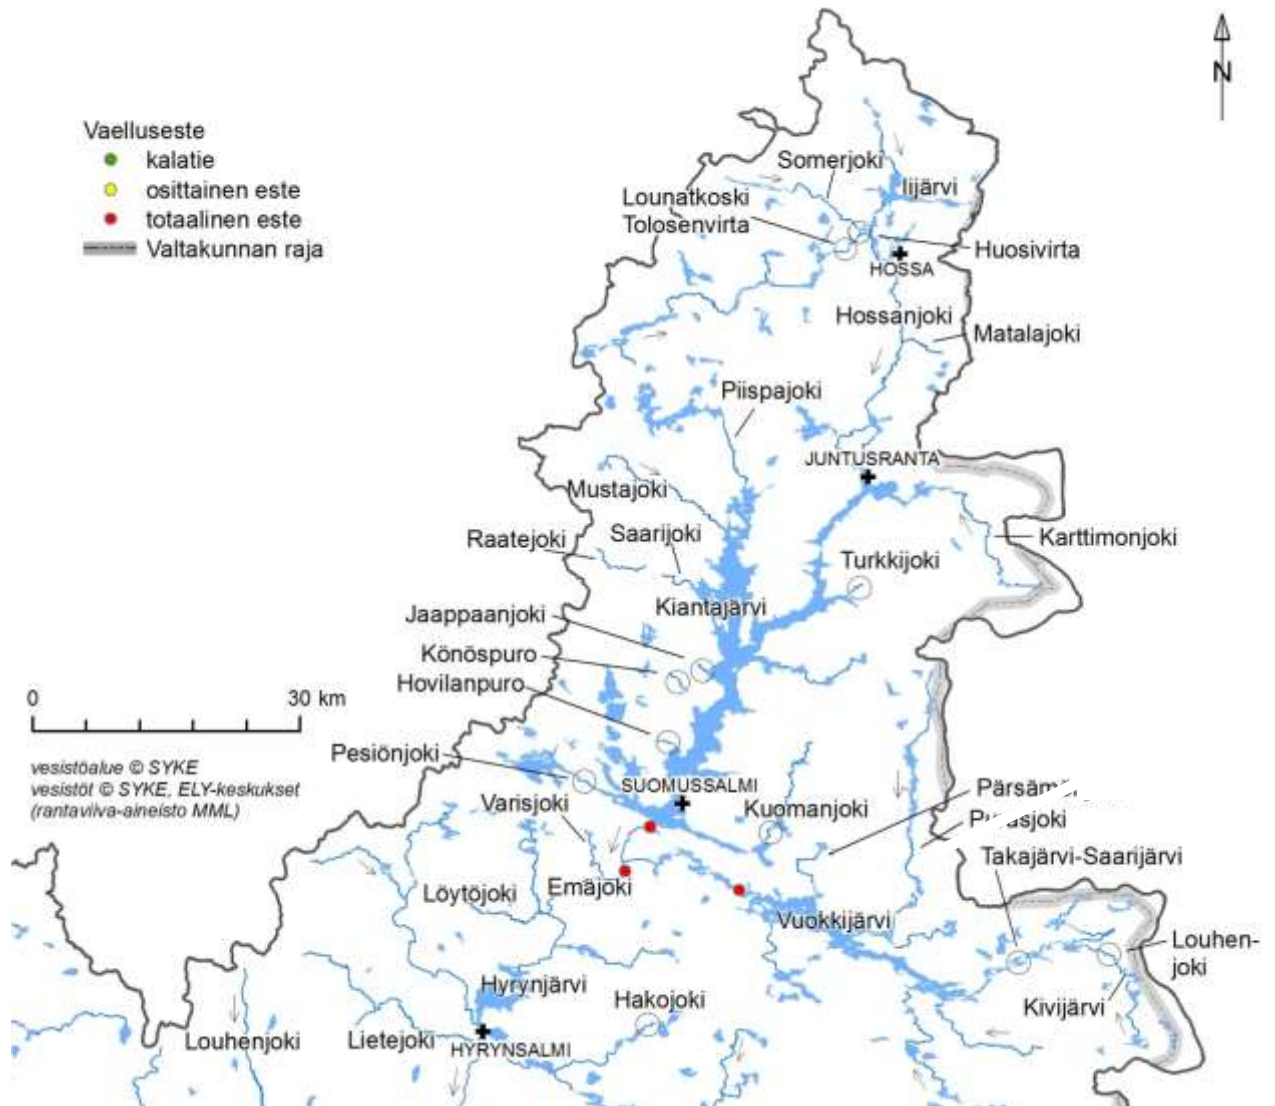 N
Vaelluseste
kalatie
osittainen este
totaalinen este
Valtakunnan raja
Somerjoki
Iijärvi
Lounatkoski
Tolosenvirta
Huosivirta
HOSSA
Hossanjoki
Matalajoki
Piispajoki
JUNTUSRANTA
Mustajoki
Raatejoki
Saarijoki
Karttimonjoki
Turkkijoki
Kiantajärvi
Jaappaanjoki
Könöspuro
Hovilanpuro
0 30 km
Pesiönjoki
vesistöalue © SYKE
vesistöt © SYKE, ELY-keskukset
(rantaviiva-aineisto MML)
SUOMUSSALMI
Varisjoki
Kuomanjoki
Takajärvi-Saarijärvi
Löytöjoki
Emäjoki
Vuokkijärvi
Louhen-
joki
Hyrynjärvi
Hakojoki
Kivijärvi
Louhenjoki
Lietejoki
HYRYNSALMI